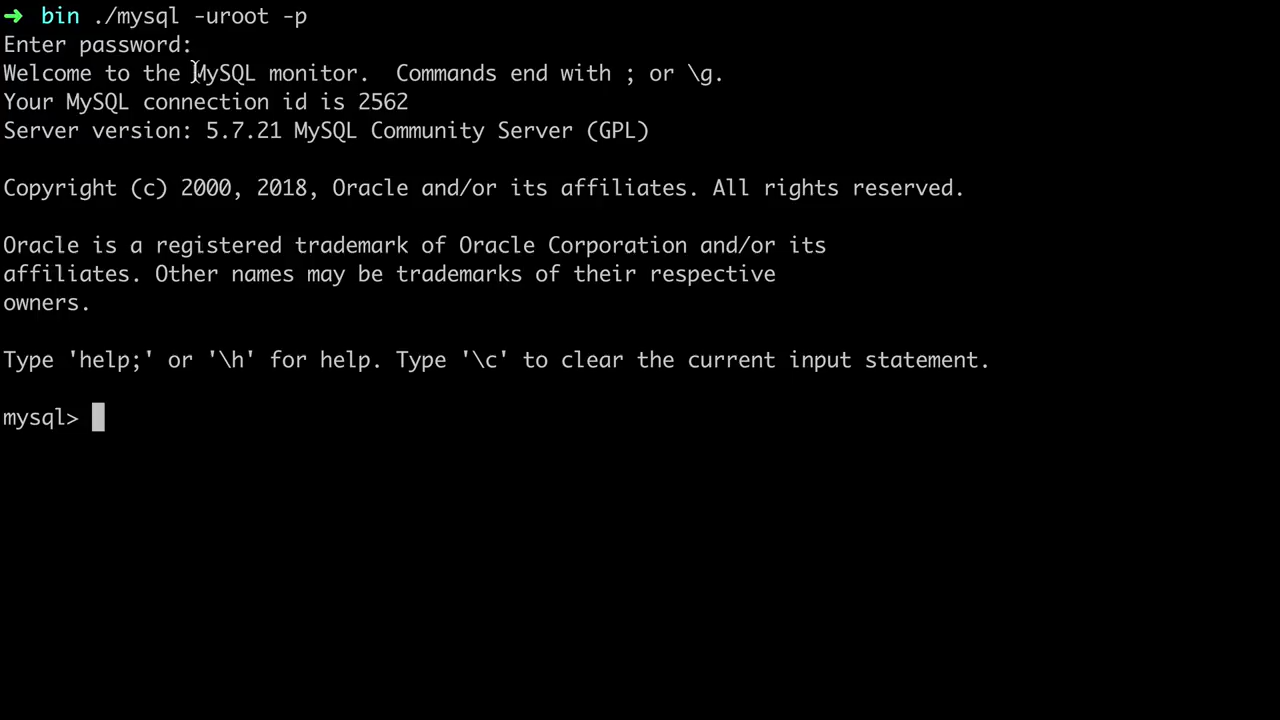 ➜ bin ./mysql -uroot -p
Enter password:
Welcome to the MySQL monitor.  Commands end with ; or \g.
Your MySQL connection id is 2562
Server version: 5.7.21 MySQL Community Server (GPL)
Copyright (c) 2000, 2018, Oracle and/or its affiliates. All rights reserved.
Oracle is a registered trademark of Oracle Corporation and/or its
affiliates. Other names may be trademarks of their respective
owners.
Type 'help;' or '\h' for help. Type '\c' to clear the current input statement.
mysql>